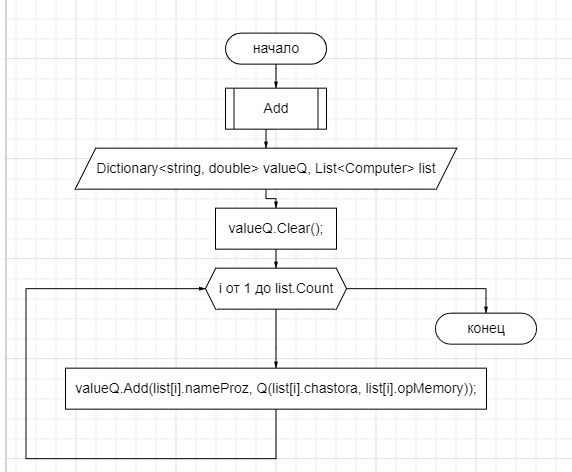 начало
Add
Dictionary<string, double> valueQ, List<Computer> list
valueQ.Clear();
i от 1 до list.Count
конец
valueQ.Add(list[i].nameProz, Q(list[i].chastora, list[i].opMemory));